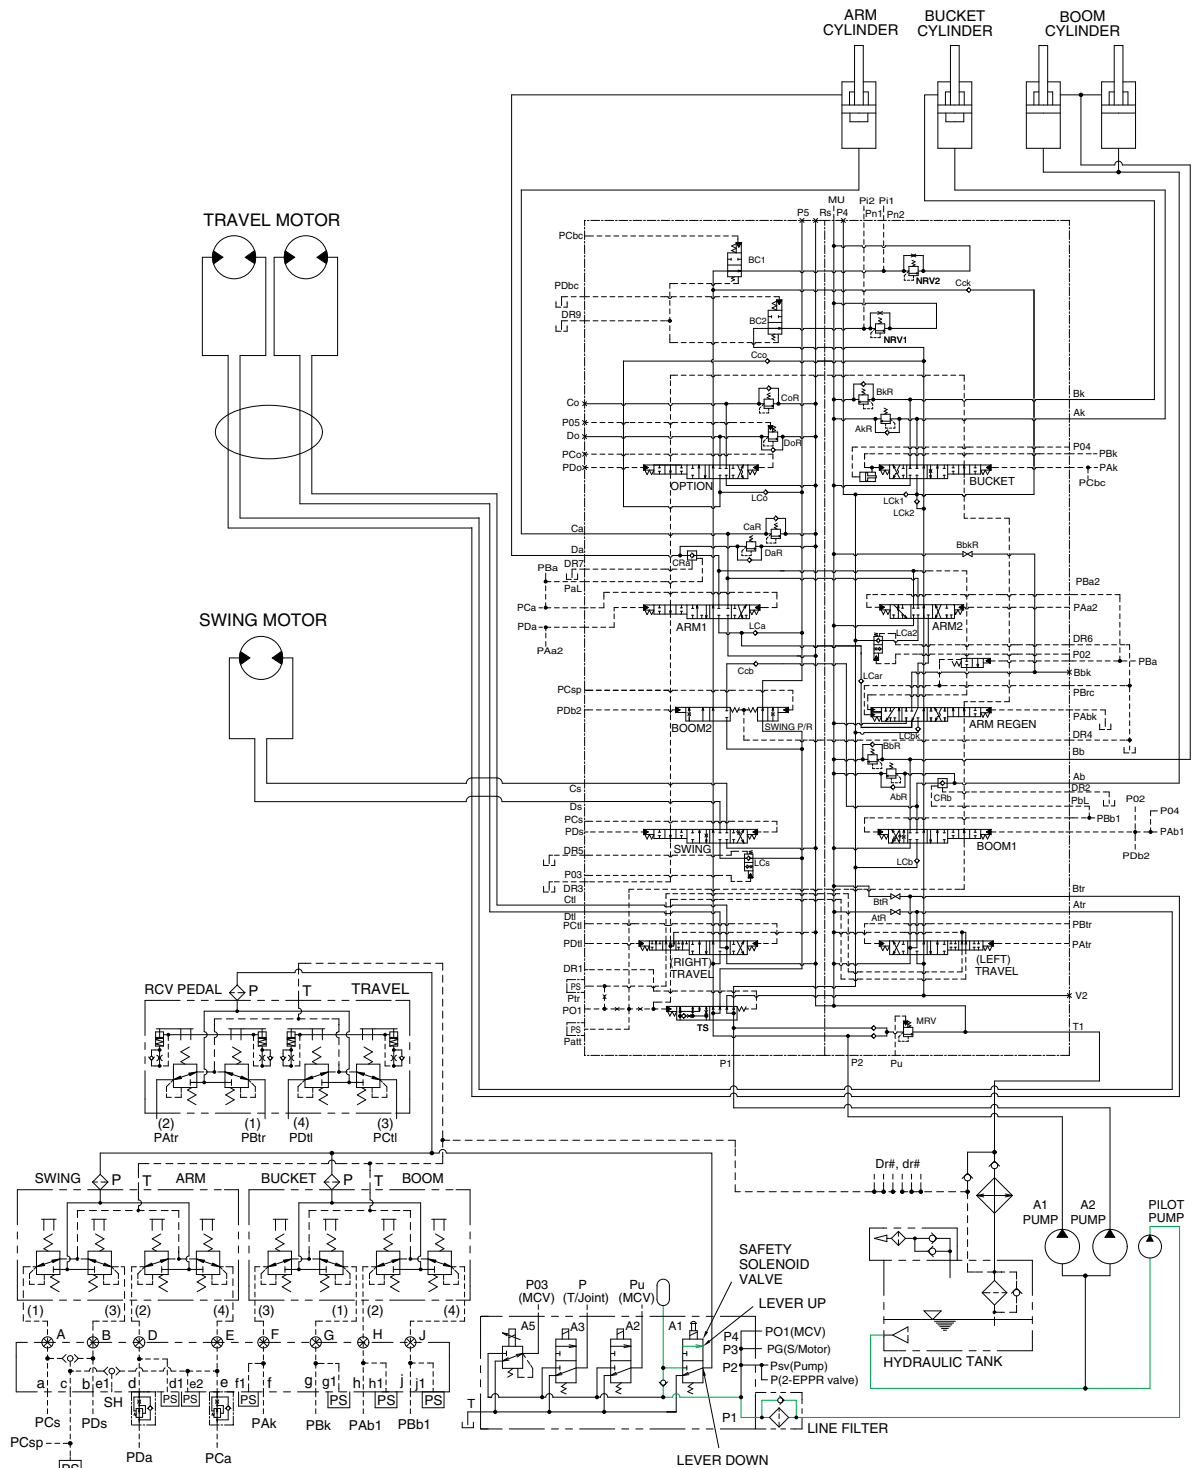 ARM CYLINDER
BUCKET CYLINDER
BOOM CYLINDER
TRAVEL MOTOR
SWING MOTOR
P5 Rs MU P4 Pi2 Pi1
Pn1 Pn2
PCbc
BC1
NRV2
Cck
PDbc
DR9
BC2
NRV1
Cco
Co
CoR
BkR
Bk
Ak
P05
Do
DoR
AkR
PCo
PDo
P04
PBk
PAk
PCbc
OPTION
BUCKET
LCo
LCk1
LCk2
Ca
CaR
Da
DaR
CRa
BbkR
DR7
PBa
PaL
PBa2
PCa
PAa2
PDa
PAa2
ARM1
ARM2
LCa
LCa2
DR6
P02
PBa
Ccb
LCar
Bbk
PCsp
PBrc
PDb2
PAbk
BOOM2
SWING P/R
ARM REGEN
LCbk
DR4
BbR
Bb
Ab
Cs
AbR
CRb
DR2
PbL
P02
P04
Ds
PCs
PDs
PBb1
PAb1
PDb2
SWING
BOOM1
DR5
LCs
LCb
P03
DR3
Ctl
Btr
BtR
Atr
AtR
Dtl
PCtl
PBtr
PDtl
PAtr
(RIGHT)
TRAVEL
(LEFT)
TRAVEL
DR1
PS
Ptr
PO1
V2
TS
MRV
PS
Patt
T1
P1
P2
Pu
RCV PEDAL
P
T
TRAVEL
(2)
PAtr
(1)
PBtr
(4)
PDtl
(3)
PCtl
SWING
P
T
ARM
BUCKET
P
T
BOOM
(1) (3) (2) (4) (3) (1) (2) (4)
A B D E F G H J
a c b e1 d d1 e2 e f1 f g g1 h h1 j j1
SH
PS PS PS PS PS PS
PCs
PDs
PAk
PBk
PAb1
PBb1
PCsp
PDa
PCa
PS
Dr#, dr#
A1 PUMP
A2 PUMP
PILOT PUMP
HYDRAULIC TANK
SAFETY
SOLENOID
VALVE
LEVER UP
P03
(MCV)
P
(T/Joint)
Pu
(MCV)
A5
A3
A2
A1
P4
PO1(MCV)
P3
PG(S/Motor)
P2
Psv(Pump)
P(2-EPPR valve)
T
P1
LINE FILTER
LEVER DOWN